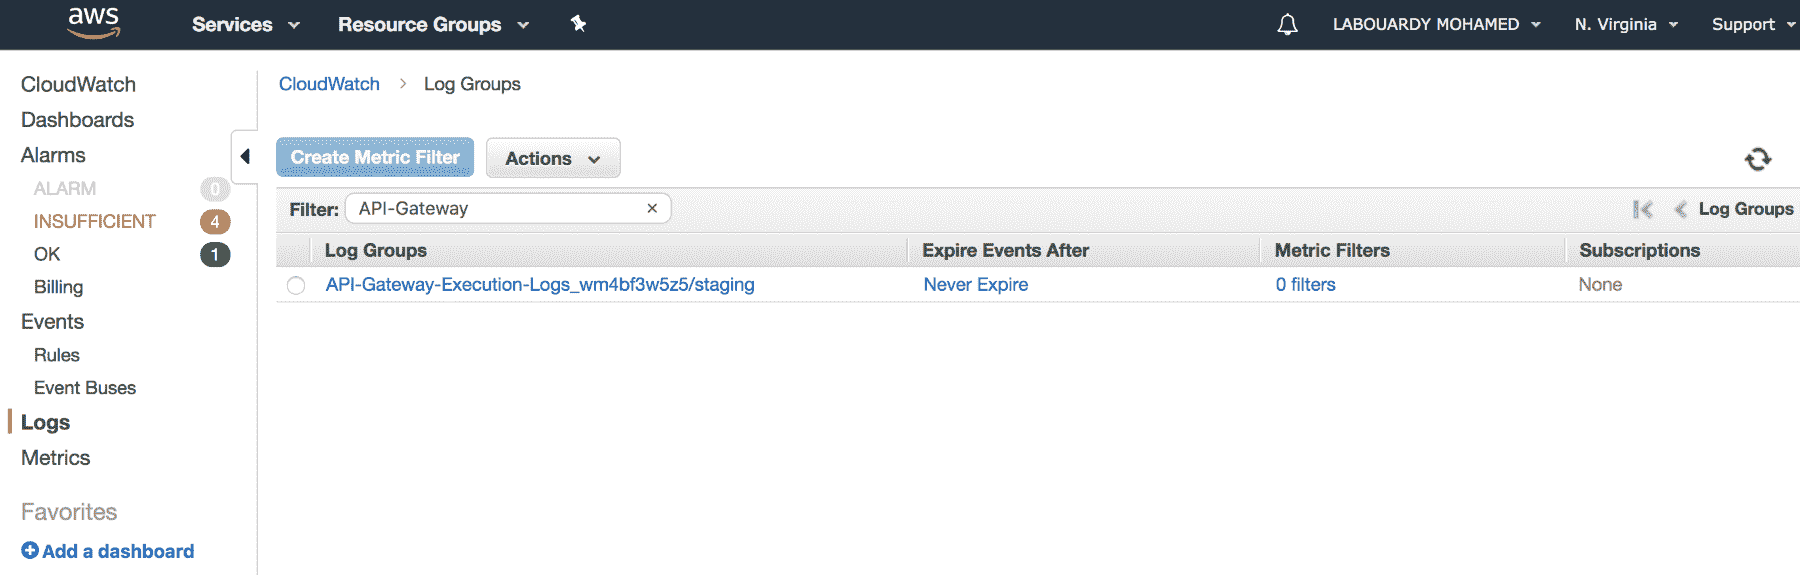 aws Services Resource Groups LABOUARDY MOHAMED N. Virginia Support
CloudWatch
Dashboards
Alarms
ALARM 0
INSUFFICIENT 4
OK 1
Billing
Events
Rules
Event Buses
Logs
Metrics
Favorites
Add a dashboard
CloudWatch > Log Groups
Create Metric Filter Actions
Filter: API-Gateway × Log Groups
Log Groups Expire Events After Metric Filters Subscriptions
API-Gateway-Execution-Logs_wm4bf3w5z5/staging Never Expire 0 filters None